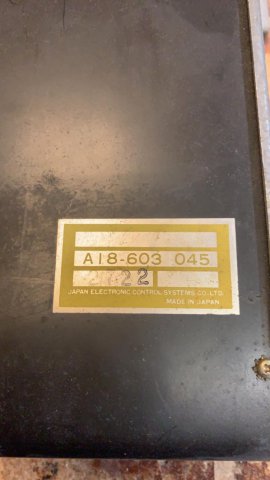 A18-603 045
22
JAPAN ELECTRONIC CONTROL SYSTEMS CO.,LTD.
MADE IN JAPAN